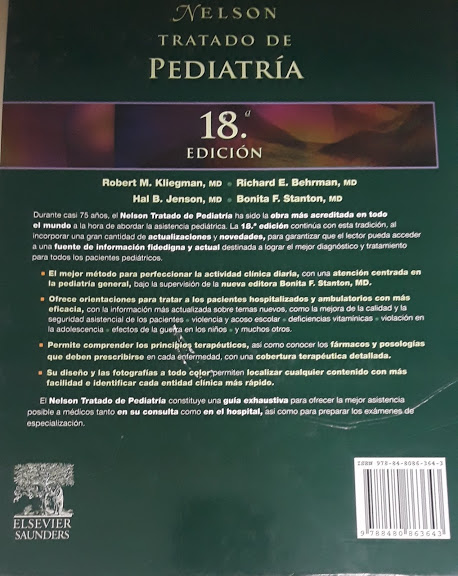 NELSON
TRATADO DE
PEDIATRÍA
18.ª
EDICIÓN
Robert M. Kliegman, MD ▪ Richard E. Behrman, MD
Hal B. Jenson, MD ▪ Bonita F. Stanton, MD
Durante casi 75 años, el Nelson Tratado de Pediatría ha sido la obra más acreditada en todo
el mundo a la hora de abordar la asistencia pediátrica. La 18.ª edición continúa con esta tradición, al
incorporar una gran cantidad de actualizaciones y novedades, para garantizar que el lector pueda acceder
a una fuente de información fidedigna y actual destinada a lograr el mejor diagnóstico y tratamiento
para todos los pacientes pediátricos.
▪ El mejor método para perfeccionar la actividad clínica diaria, con una atención centrada en
la pediatría general, bajo la supervisión de la nueva editora Bonita F. Stanton, MD.
▪ Ofrece orientaciones para tratar a los pacientes hospitalizados y ambulatorios con más
eficacia, con la información más actualizada sobre temas nuevos, como la mejora de la calidad y la
seguridad asistencial de los pacientes ▪ violencia y acoso escolar ▪ deficiencias vitamínicas ▪ violación en
la adolescencia ▪ efectos de la guerra en los niños ▪ y muchos otros.
▪ Permite comprender los principios terapéuticos, así como conocer los fármacos y posologías
que deben prescribirse en cada enfermedad, con una cobertura terapéutica detallada.
▪ Su diseño y las fotografías a todo color permiten localizar cualquier contenido con más
facilidad e identificar cada entidad clínica más rápido.
El Nelson Tratado de Pediatría constituye una guía exhaustiva para ofrecer la mejor asistencia
posible a médicos tanto en su consulta como en el hospital, así como para preparar los exámenes de
especialización.
ISBN 978-84-8086-364-3
9 788480 863643
ELSEVIER
SAUNDERS